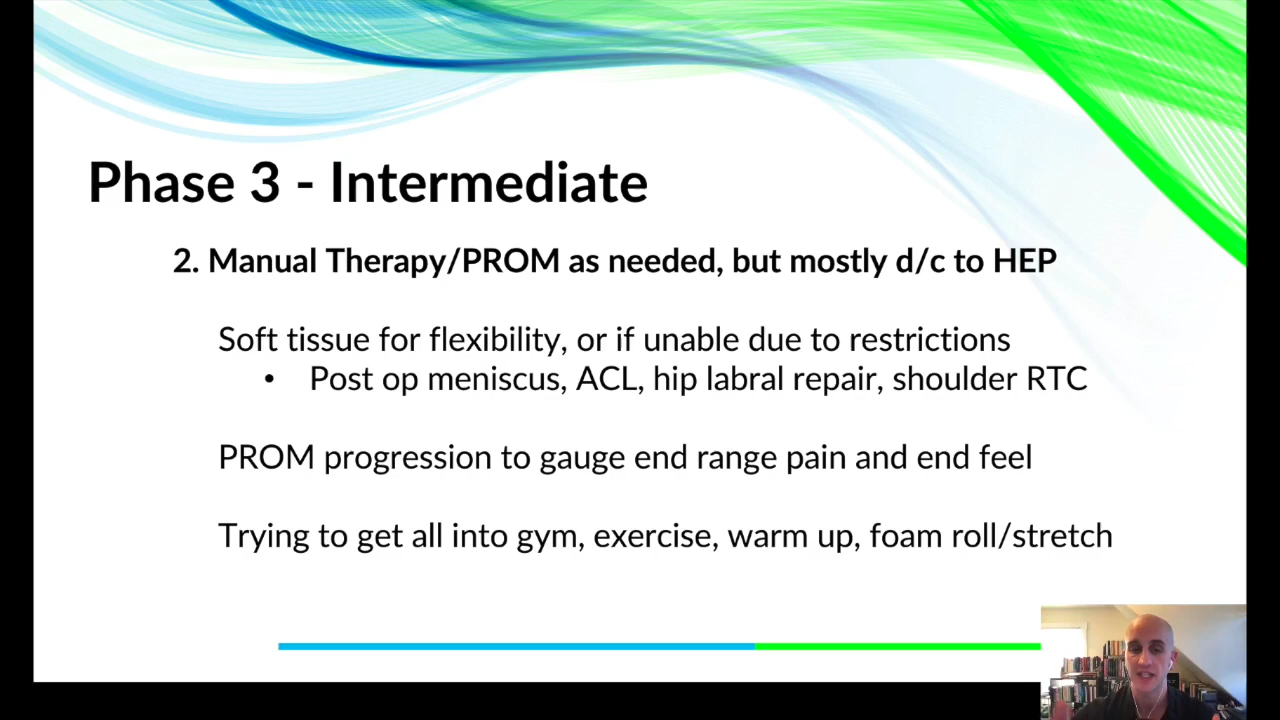 Phase 3 - Intermediate
2. Manual Therapy/PROM as needed, but mostly d/c to HEP
Soft tissue for flexibility, or if unable due to restrictions
• Post op meniscus, ACL, hip labral repair, shoulder RTC
PROM progression to gauge end range pain and end feel
Trying to get all into gym, exercise, warm up, foam roll/stretch